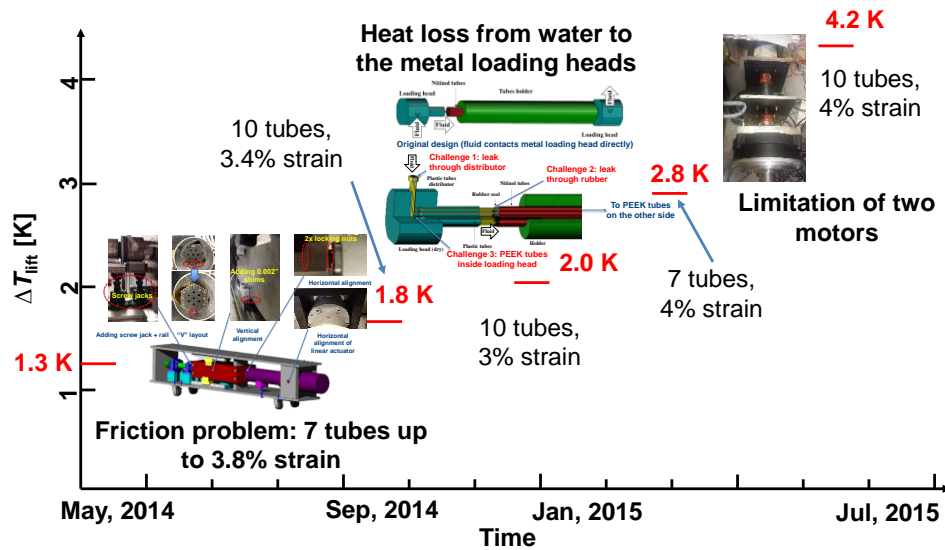 4.2 K
Heat loss from water to
the metal loading heads
10 tubes,
4% strain
Nitinol tubes
Loading head
Tubes holder
Fluid
Fluid
Fluid
Loading head
Original design (fluid contacts metal loading head directly)
10 tubes,
3.4% strain
Challenge 1: leak
through distributor
Challenge 2: leak
through rubber
Plastic tubes
distributor
Rubber seal
Nitinol tubes
To PEEK tubes
on the other side
Fluid
Loading head (dry)
Plastic tubes
Holder
Challenge 3: PEEK tubes
inside loading head
2.8 K
Limitation of two
motors
2.0 K
7 tubes,
4% strain
10 tubes,
3% strain
2x locking nuts
Adding 0.002"
shims
Screw jacks
Horizontal alignment
1.8 K
Adding screw jack + rail
"V" layout
Vertical
alignment
Horizontal
alignment of
linear actuator
1.3 K
Friction problem: 7 tubes up
to 3.8% strain
ΔTlift [K]
4
3
2
1
May, 2014
Sep, 2014
Jan, 2015
Jul, 2015
Time